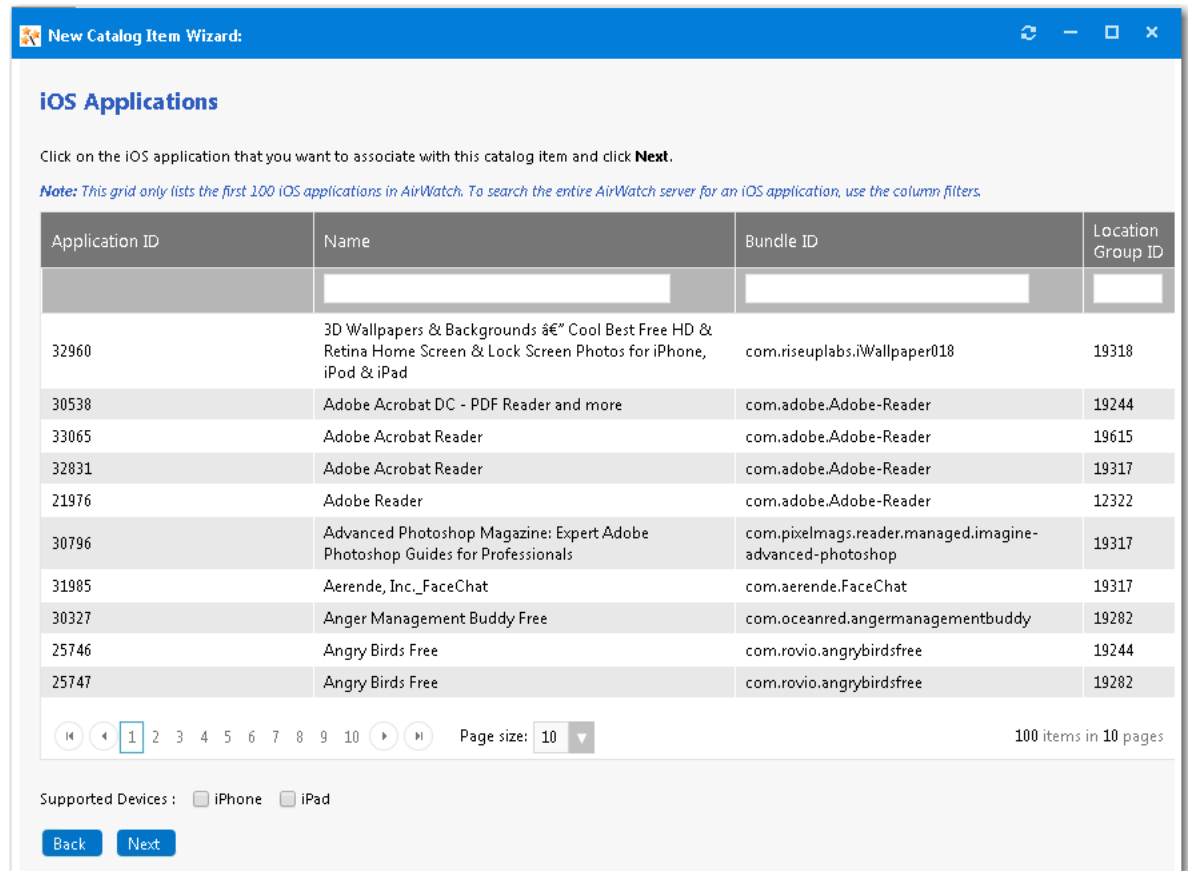 New Catalog Item Wizard:
iOS Applications
Click on the iOS application that you want to associate with this catalog item and click Next.
Note: This grid only lists the first 100 iOS applications in AirWatch. To search the entire AirWatch server for an iOS application, use the column filters.
Application ID Name Bundle ID Location Group ID
32960 3D Wallpapers & Backgrounds â€” Cool Best Free HD & Retina Home Screen & Lock Screen Photos for iPhone, iPod & iPad com.riseuplabs.iWallpaper018 19318
30538 Adobe Acrobat DC - PDF Reader and more com.adobe.Adobe-Reader 19244
33065 Adobe Acrobat Reader com.adobe.Adobe-Reader 19615
32831 Adobe Acrobat Reader com.adobe.Adobe-Reader 19317
21976 Adobe Reader com.adobe.Adobe-Reader 12322
30796 Advanced Photoshop Magazine: Expert Adobe Photoshop Guides for Professionals com.pixelmags.reader.managed.imagine-advanced-photoshop 19317
31985 Aerende, Inc._FaceChat com.aerende.FaceChat 19317
30327 Anger Management Buddy Free com.oceanred.angermanagementbuddy 19282
25746 Angry Birds Free com.rovio.angrybirdsfree 19244
25747 Angry Birds Free com.rovio.angrybirdsfree 19282
1 2 3 4 5 6 7 8 9 10 Page size: 10 100 items in 10 pages
Supported Devices : iPhone iPad
Back Next